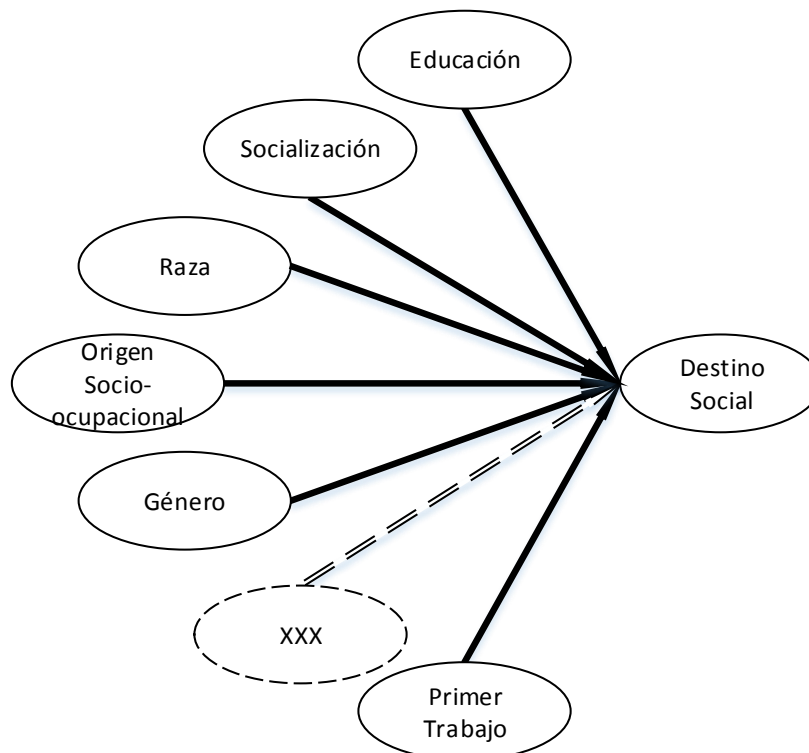 Educación
Socialización
Raza
Origen
Socio-
ocupacional
Destino
Social
Género
XXX
Primer
Trabajo